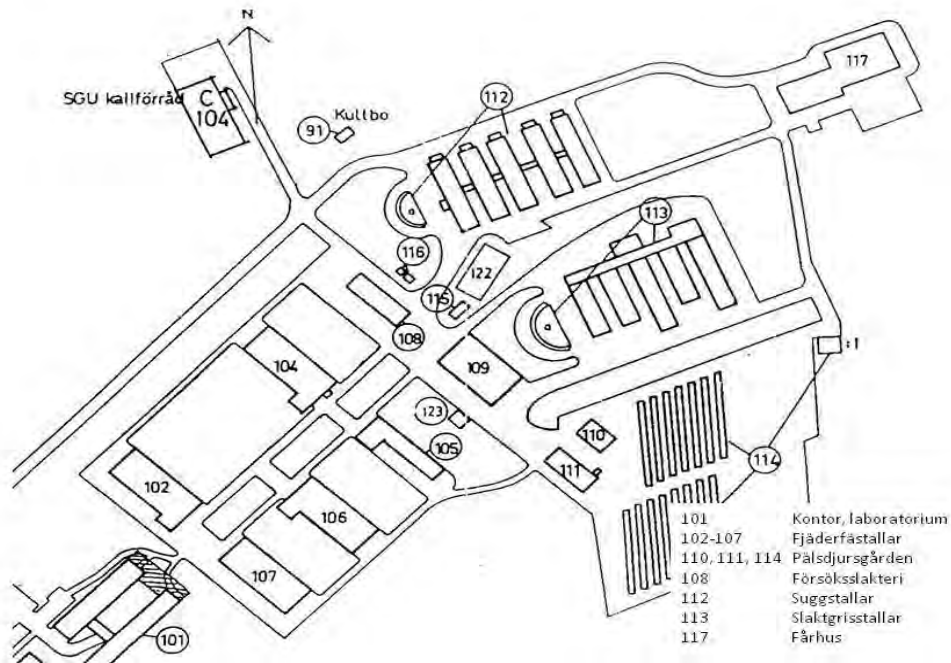 N
117
SGU kallförråd
C
104
91
Kullbo
112
113
116
122
115
108
104
109
123
105
110
111
:1
114
102
106
107
101
101 Kontor, laboratorium
102-107 Fjäderfästallar
110, 111, 114 Pälsdjursgården
108 Försöksslakteri
112 Suggstallar
113 Slaktgrisstallar
117 Fårhus